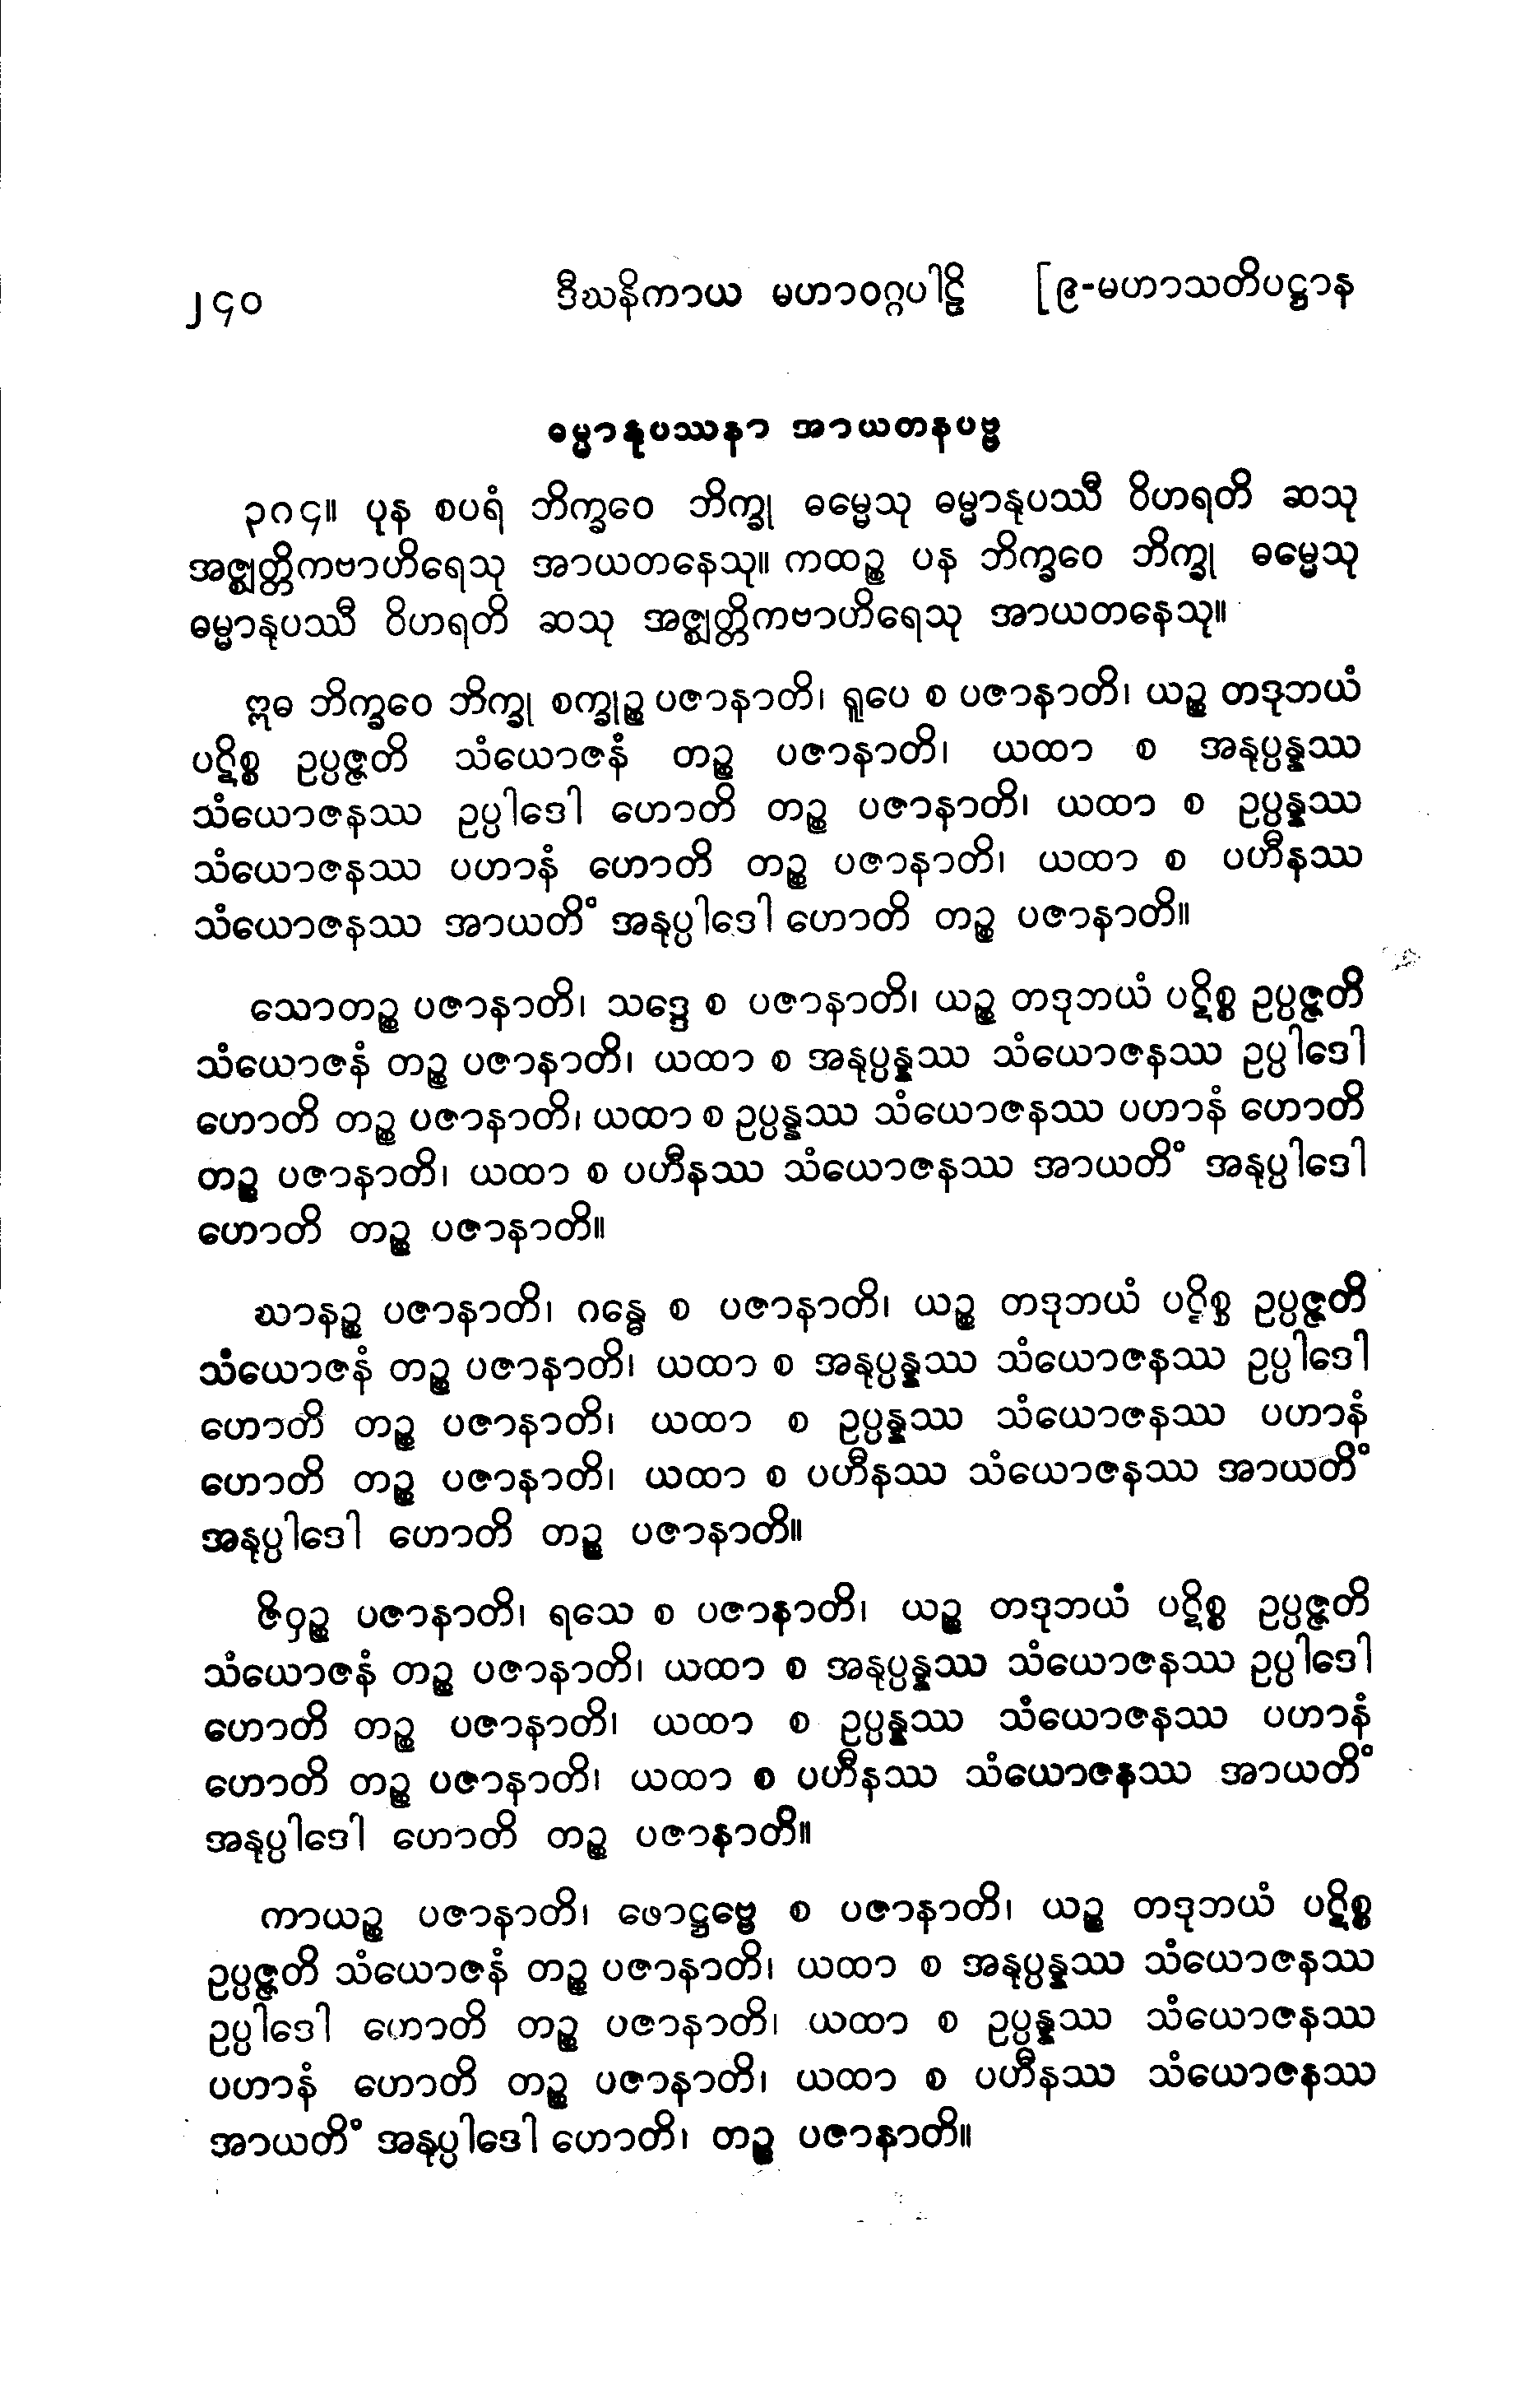 ၂၄၀ ဒီဃနိကာယ မဟာဝဂ္ဂပါဠိ [၉-မဟာသတိပဋ္ဌာန
ဓမ္မာနုပဿနာ အာယတနပဗ္ဗ
၃၈၄။ ပုန စပရံ ဘိက္ခဝေ ဘိက္ခု ဓမ္မေသု ဓမ္မာနုပဿီ ဝိဟရတိ ဆသု
အဇ္ဈတ္တိကဗာဟိရေသု အာယတနေသု။ ကထဉ္စ ပန ဘိက္ခဝေ ဘိက္ခု ဓမ္မေသု
ဓမ္မာနုပဿီ ဝိဟရတိ ဆသု အဇ္ဈတ္တိကဗာဟိရေသု အာယတနေသု။
ဣဓ ဘိက္ခဝေ ဘိက္ခု စက္ခုဉ္စ ပဇာနာတိ၊ ရူပေ စ ပဇာနာတိ၊ ယဉ္စ တဒုဘယံ
ပဋိစ္စ ဥပ္ပဇ္ဇတိ သံယောဇနံ တဉ္စ ပဇာနာတိ၊ ယထာ စ အနုပ္ပန္နဿ
သံယောဇနဿ ဥပ္ပါဒေါ ဟောတိ တဉ္စ ပဇာနာတိ၊ ယထာ စ ဥပ္ပန္နဿ
သံယောဇနဿ ပဟာနံ ဟောတိ တဉ္စ ပဇာနာတိ၊ ယထာ စ ပဟီနဿ
သံယောဇနဿ အာယတိံ အနုပ္ပါဒေါ ဟောတိ တဉ္စ ပဇာနာတိ။
သောတဉ္စ ပဇာနာတိ၊ သဒ္ဒေ စ ပဇာနာတိ၊ ယဉ္စ တဒုဘယံ ပဋိစ္စ ဥပ္ပဇ္ဇတိ
သံယောဇနံ တဉ္စ ပဇာနာတိ၊ ယထာ စ အနုပ္ပန္နဿ သံယောဇနဿ ဥပ္ပါဒေါ
ဟောတိ တဉ္စ ပဇာနာတိ၊ ယထာ စ ဥပ္ပန္နဿ သံယောဇနဿ ပဟာနံ ဟောတိ
တဉ္စ ပဇာနာတိ၊ ယထာ စ ပဟီနဿ သံယောဇနဿ အာယတိံ အနုပ္ပါဒေါ
ဟောတိ တဉ္စ ပဇာနာတိ။
ဃာနဉ္စ ပဇာနာတိ၊ ဂန္ဓေ စ ပဇာနာတိ၊ ယဉ္စ တဒုဘယံ ပဋိစ္စ ဥပ္ပဇ္ဇတိ
သံယောဇနံ တဉ္စ ပဇာနာတိ၊ ယထာ စ အနုပ္ပန္နဿ သံယောဇနဿ ဥပ္ပါဒေါ
ဟောတိ တဉ္စ ပဇာနာတိ၊ ယထာ စ ဥပ္ပန္နဿ သံယောဇနဿ ပဟာနံ
ဟောတိ တဉ္စ ပဇာနာတိ၊ ယထာ စ ပဟီနဿ သံယောဇနဿ အာယတိံ
အနုပ္ပါဒေါ ဟောတိ တဉ္စ ပဇာနာတိ။
ဇိဝှဉ္စ ပဇာနာတိ၊ ရသေ စ ပဇာနာတိ၊ ယဉ္စ တဒုဘယံ ပဋိစ္စ ဥပ္ပဇ္ဇတိ
သံယောဇနံ တဉ္စ ပဇာနာတိ၊ ယထာ စ အနုပ္ပန္နဿ သံယောဇနဿ ဥပ္ပါဒေါ
ဟောတိ တဉ္စ ပဇာနာတိ၊ ယထာ စ ဥပ္ပန္နဿ သံယောဇနဿ ပဟာနံ
ဟောတိ တဉ္စ ပဇာနာတိ၊ ယထာ စ ပဟီနဿ သံယောဇနဿ အာယတိံ
အနုပ္ပါဒေါ ဟောတိ တဉ္စ ပဇာနာတိ။
ကာယဉ္စ ပဇာနာတိ၊ ဖောဋ္ဌဗ္ဗေ စ ပဇာနာတိ၊ ယဉ္စ တဒုဘယံ ပဋိစ္စ
ဥပ္ပဇ္ဇတိ သံယောဇနံ တဉ္စ ပဇာနာတိ၊ ယထာ စ အနုပ္ပန္နဿ သံယောဇနဿ
ဥပ္ပါဒေါ ဟောတိ တဉ္စ ပဇာနာတိ၊ ယထာ စ ဥပ္ပန္နဿ သံယောဇနဿ
ပဟာနံ ဟောတိ တဉ္စ ပဇာနာတိ၊ ယထာ စ ပဟီနဿ သံယောဇနဿ
အာယတိံ အနုပ္ပါဒေါ ဟောတိ၊ တဉ္စ ပဇာနာတိ။